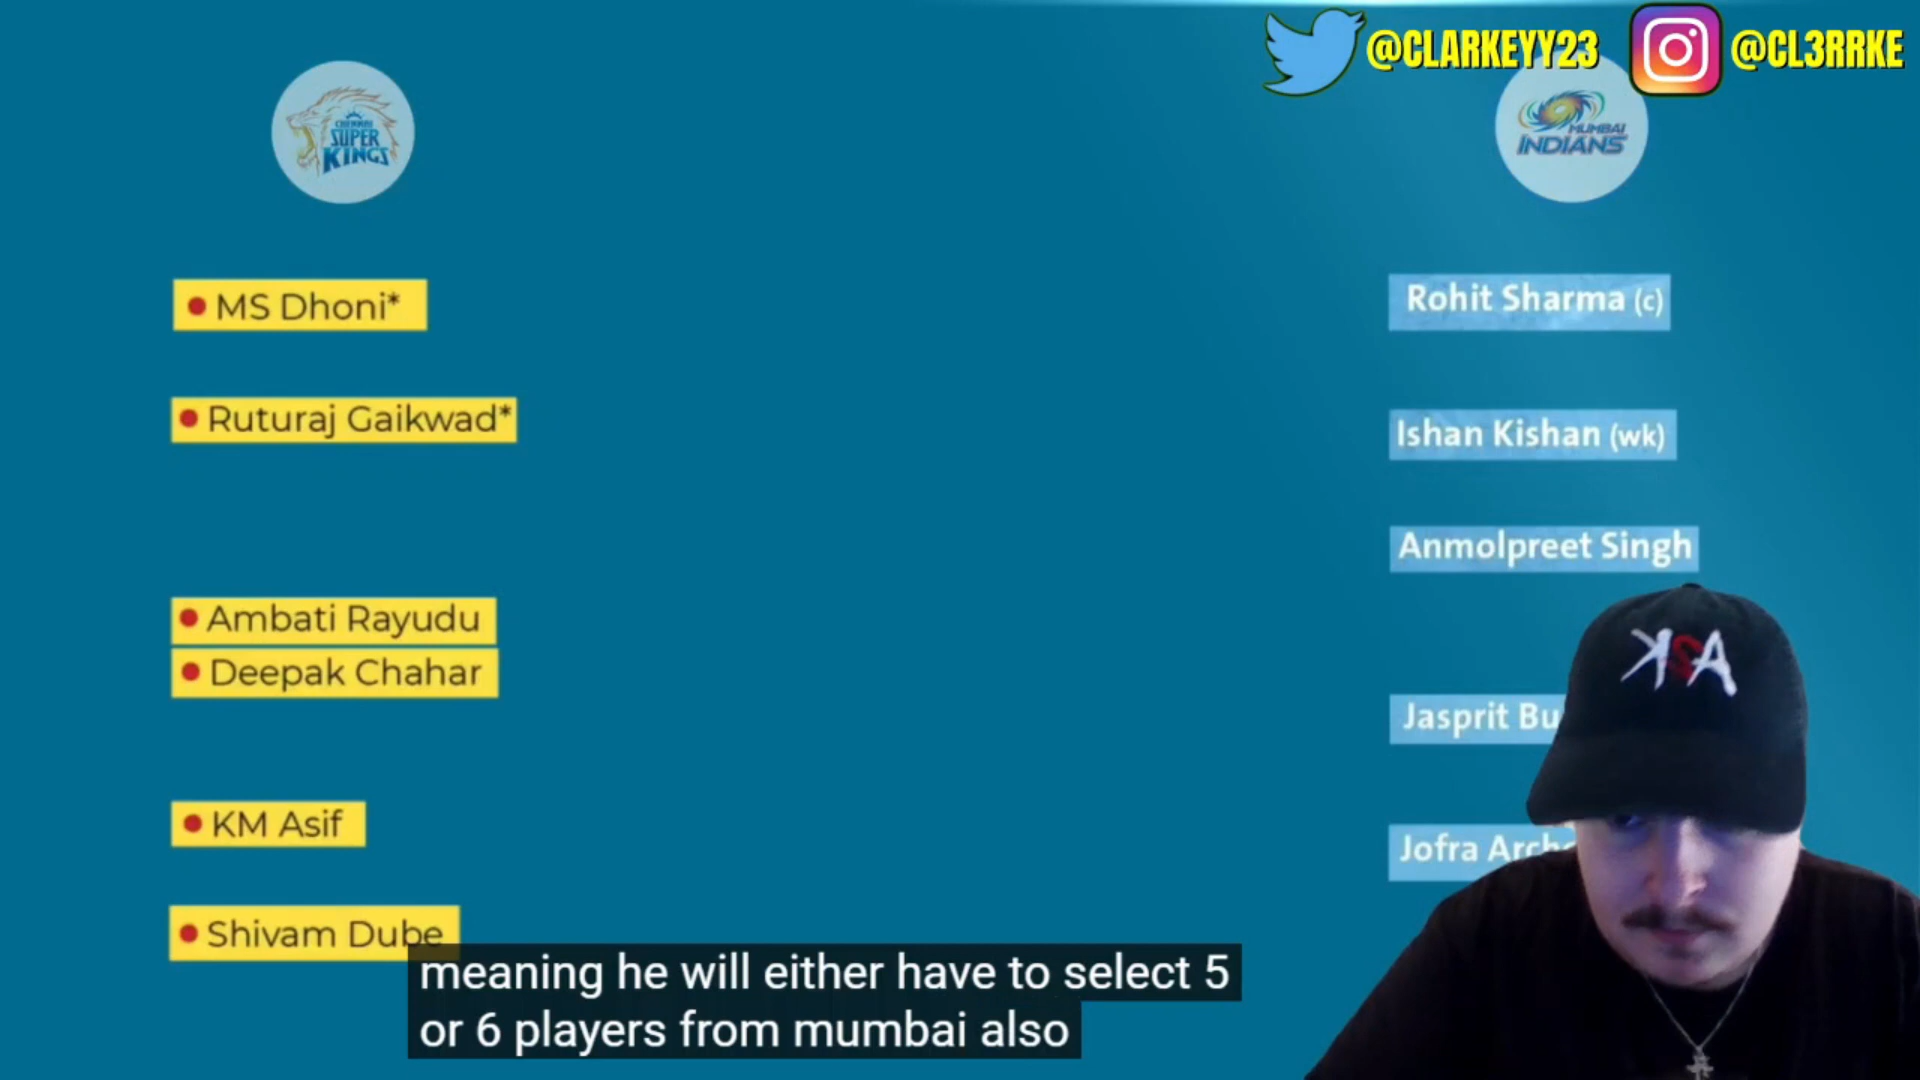 @CLARKEYY23 @CL3RRKE
CHENNAI
SUPER
KINGS
MUMBAI
INDIANS
MS Dhoni*
Rohit Sharma (c)
Ruturaj Gaikwad*
Ishan Kishan (wk)
Anmolpreet Singh
Ambati Rayudu
Deepak Chahar
Jasprit Bu
KM Asif
Jofra Arch
Shivam Dube
meaning he will either have to select 5
or 6 players from mumbai also